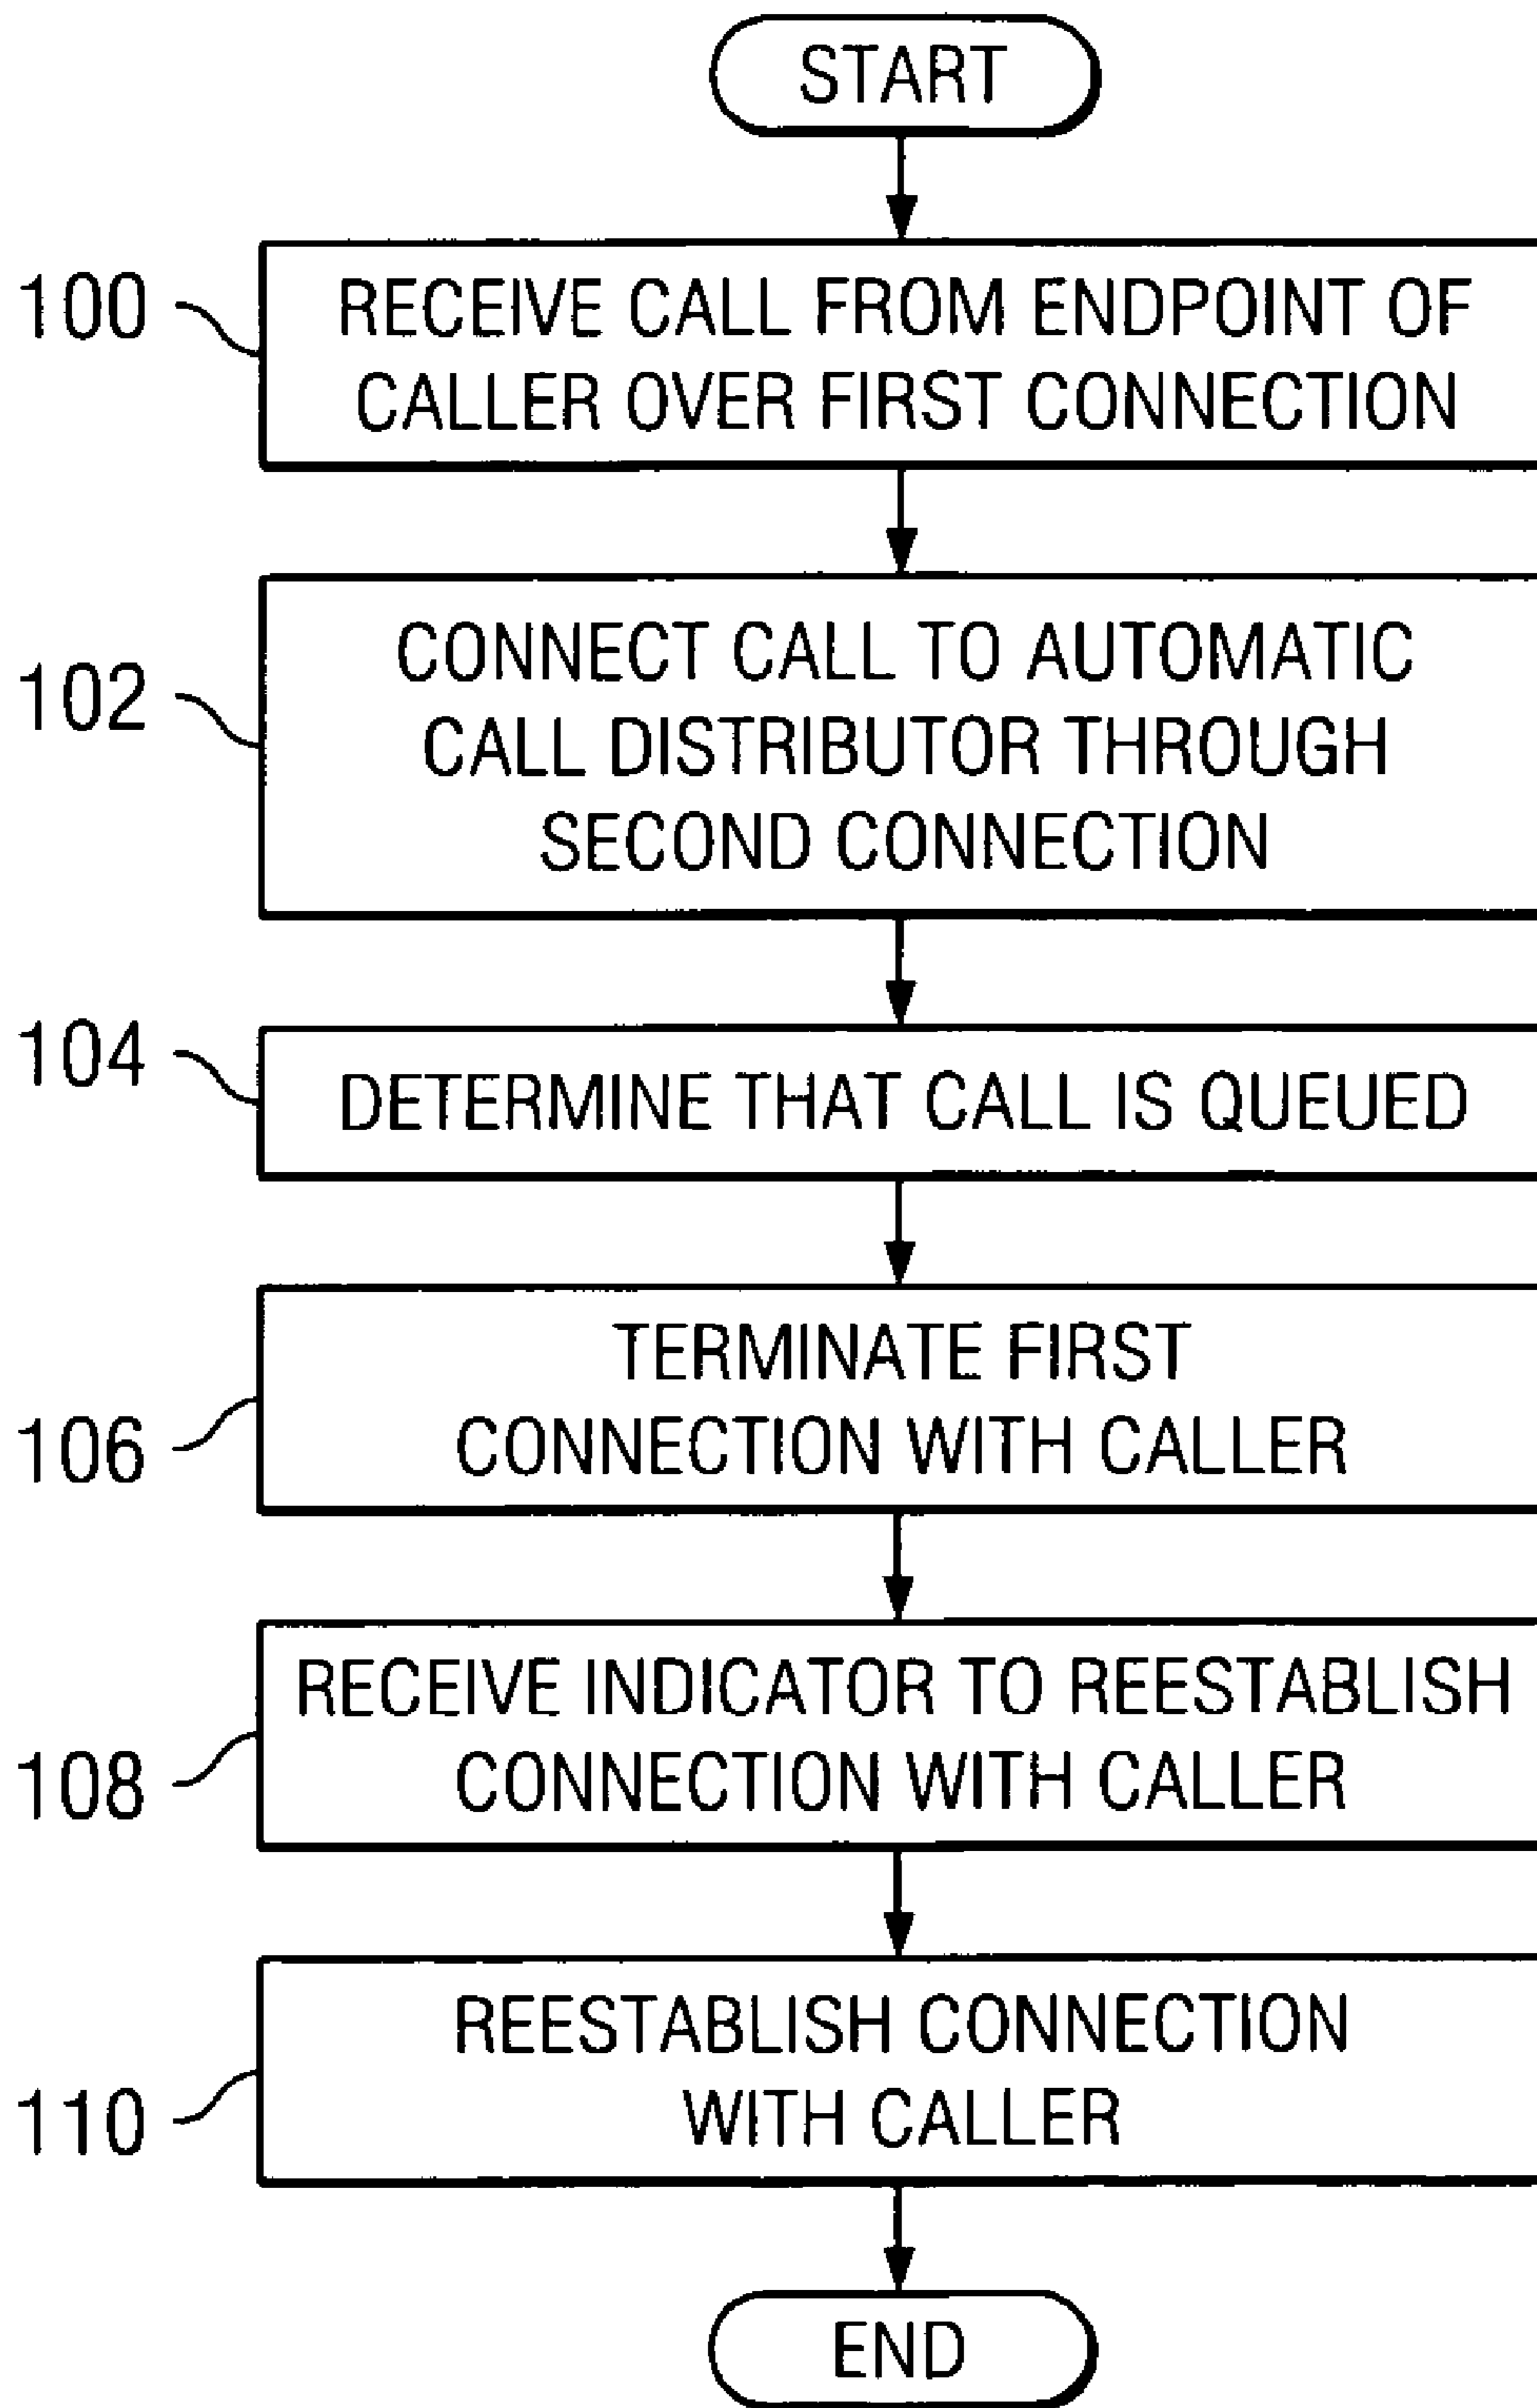 START
100
RECEIVE CALL FROM ENDPOINT OF
CALLER OVER FIRST CONNECTION
102
CONNECT CALL TO AUTOMATIC
CALL DISTRIBUTOR THROUGH
SECOND CONNECTION
104
DETERMINE THAT CALL IS QUEUED
106
TERMINATE FIRST
CONNECTION WITH CALLER
108
RECEIVE INDICATOR TO REESTABLISH
CONNECTION WITH CALLER
110
REESTABLISH CONNECTION
WITH CALLER
END